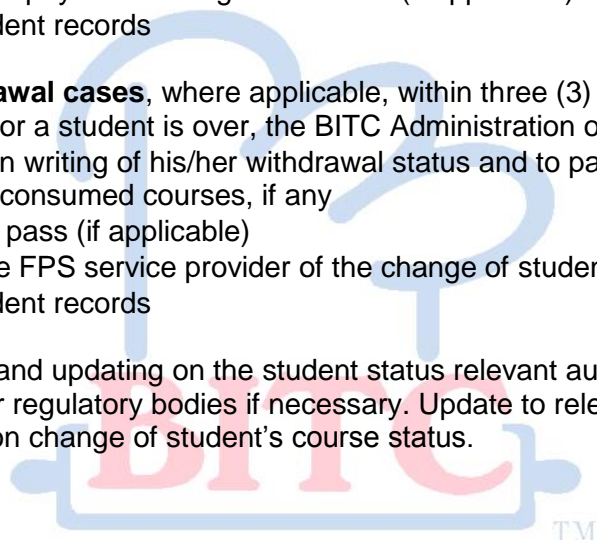 dent records
awal cases, where applicable, within three (3)
or a student is over, the BITC Administration o
n writing of his/her withdrawal status and to pa
consumed courses, if any
pass (if applicable)
e FPS service provider of the change of studen
dent records
and updating on the student status relevant au
r regulatory bodies if necessary. Update to rele
on change of student's course status.
BITC
TM